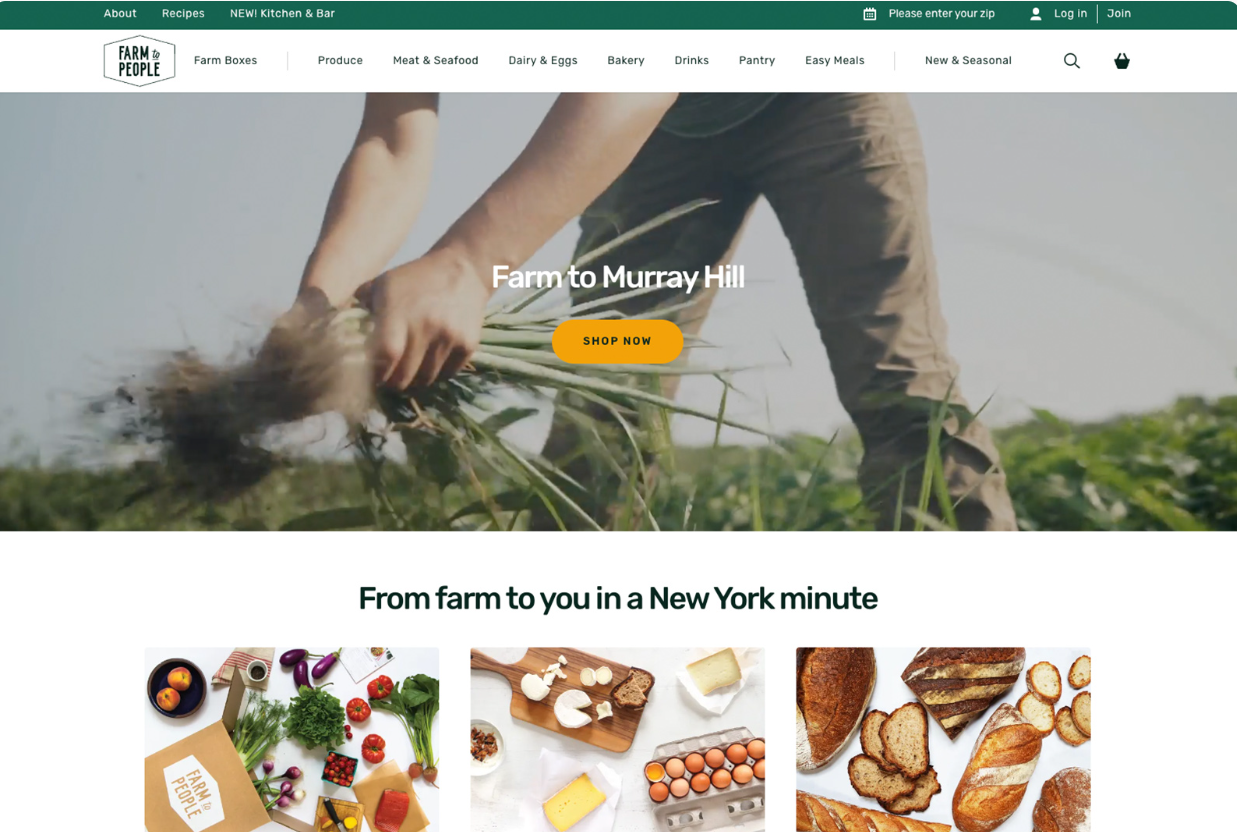 About Recipes NEW! Kitchen & Bar Please enter your zip Log in Join
FARM to
PEOPLE
Farm Boxes Produce Meat & Seafood Dairy & Eggs Bakery Drinks Pantry Easy Meals New & Seasonal
Farm to Murray Hill
SHOP NOW
From farm to you in a New York minute
FARM to
PEOPLE